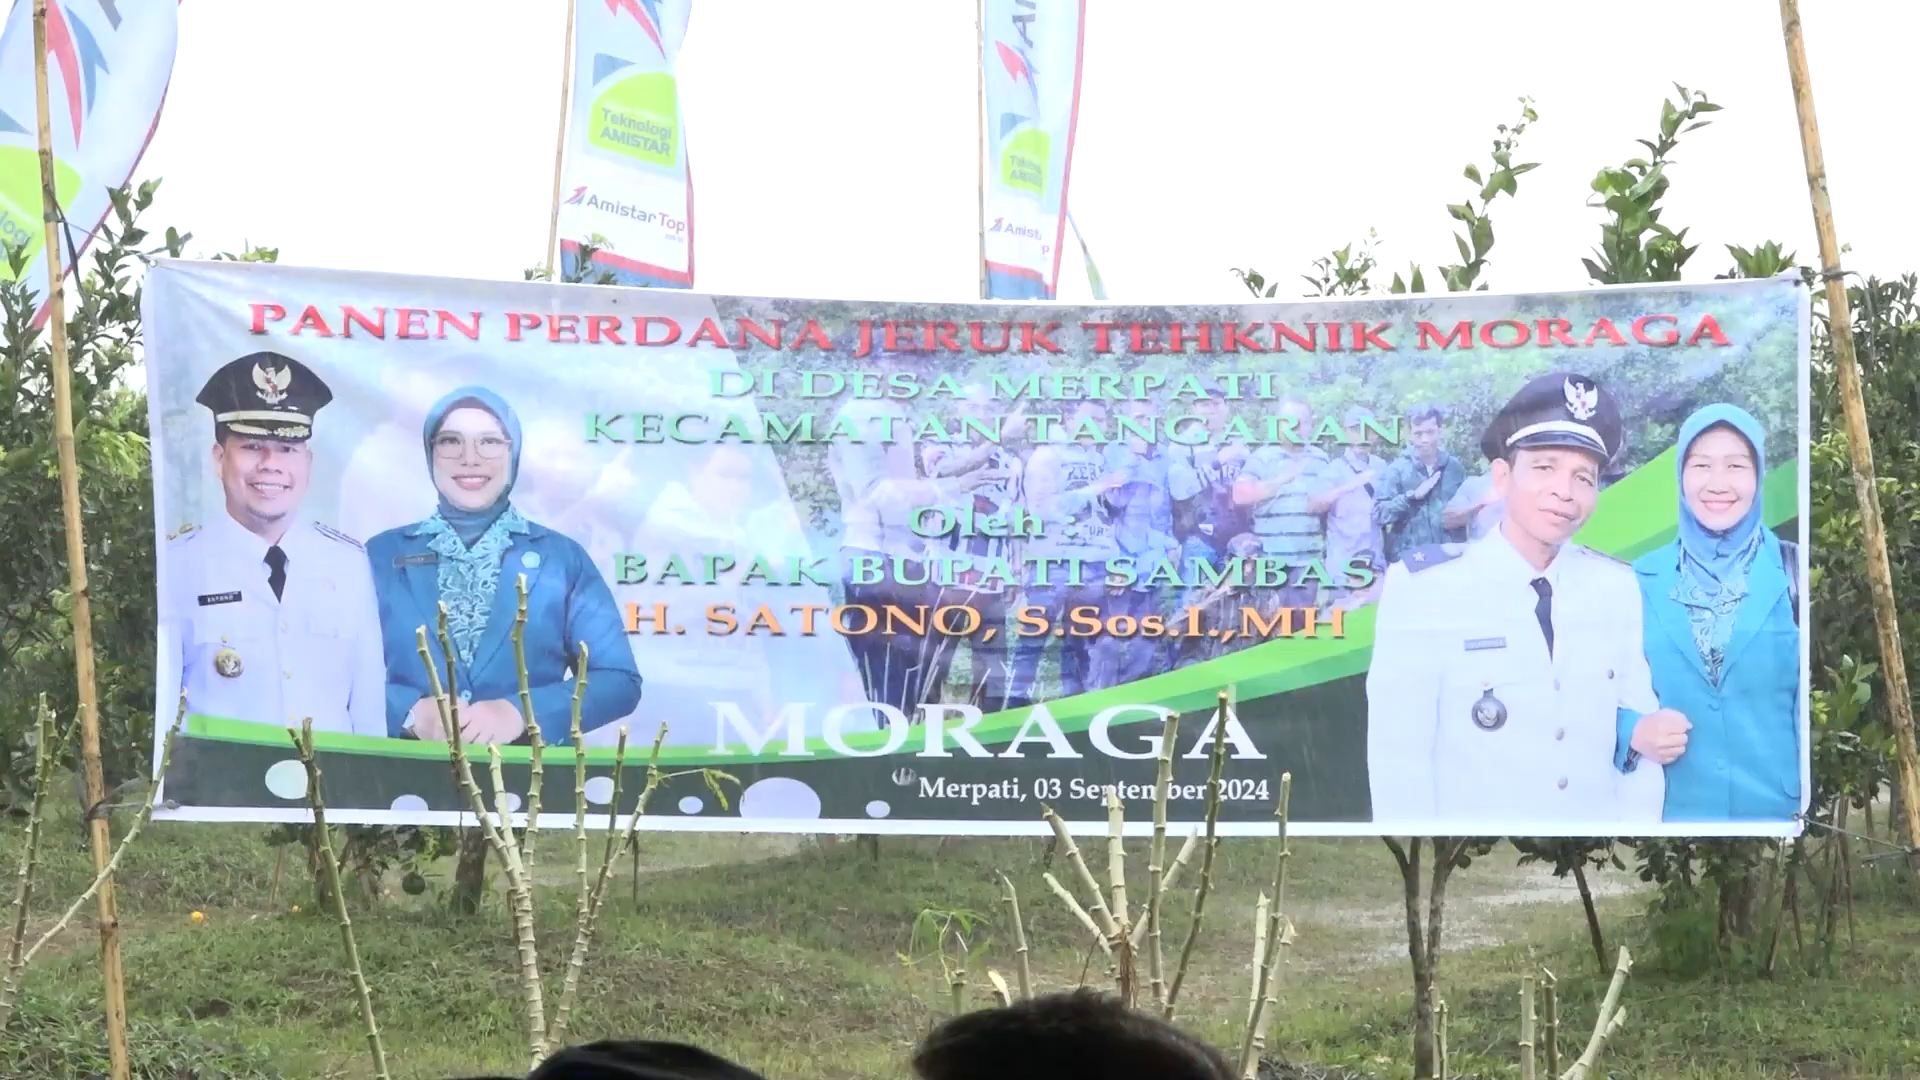 Teknologi
AMISTAR
Amistar Top
PANEN PERDANA JERUK TEHKNIK MORAGA
DI DESA MERPATI
KECAMATAN TANGARAN
Oleh :
BAPAK BUPATI SAMBAS
H. SATONO, S.Sos.I.,MH
MORAGA
Merpati, 03 September 2024
SATONO